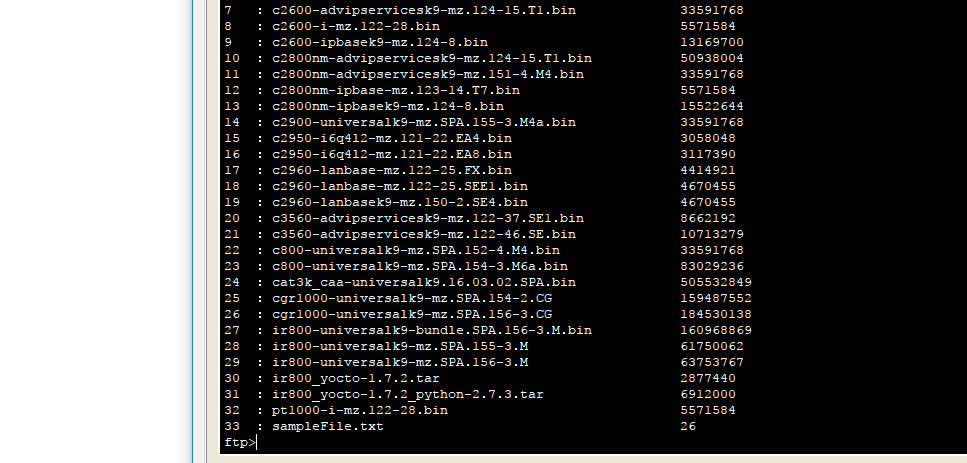 7 : c2600-advipservicesk9-mz.124-15.T1.bin 33591768
8 : c2600-i-mz.122-28.bin 5571584
9 : c2600-ipbasek9-mz.124-8.bin 13169700
10 : c2800nm-advipservicesk9-mz.124-15.T1.bin 50938004
11 : c2800nm-advipservicesk9-mz.151-4.M4.bin 33591768
12 : c2800nm-ipbase-mz.123-14.T7.bin 5571584
13 : c2800nm-ipbasek9-mz.124-8.bin 15522644
14 : c2900-universalk9-mz.SPA.155-3.M4a.bin 33591768
15 : c2950-i6q4l2-mz.121-22.EA4.bin 3058048
16 : c2950-i6q4l2-mz.121-22.EA8.bin 3117390
17 : c2960-lanbase-mz.122-25.FX.bin 4414921
18 : c2960-lanbase-mz.122-25.SEE1.bin 4670455
19 : c2960-lanbasek9-mz.150-2.SE4.bin 4670455
20 : c3560-advipservicesk9-mz.122-37.SE1.bin 8662192
21 : c3560-advipservicesk9-mz.122-46.SE.bin 10713279
22 : c800-universalk9-mz.SPA.152-4.M4.bin 33591768
23 : c800-universalk9-mz.SPA.154-3.M6a.bin 83029236
24 : cat3k_caa-universalk9.16.03.02.SPA.bin 505532849
25 : cgr1000-universalk9-mz.SPA.154-2.CG 159487552
26 : cgr1000-universalk9-mz.SPA.156-3.CG 184530138
27 : ir800-universalk9-bundle.SPA.156-3.M.bin 160968869
28 : ir800-universalk9-mz.SPA.155-3.M 61750062
29 : ir800-universalk9-mz.SPA.156-3.M 63753767
30 : ir800_yocto-1.7.2.tar 2877440
31 : ir800_yocto-1.7.2_python-2.7.3.tar 6912000
32 : pt1000-i-mz.122-28.bin 5571584
33 : sampleFile.txt 26
ftp>